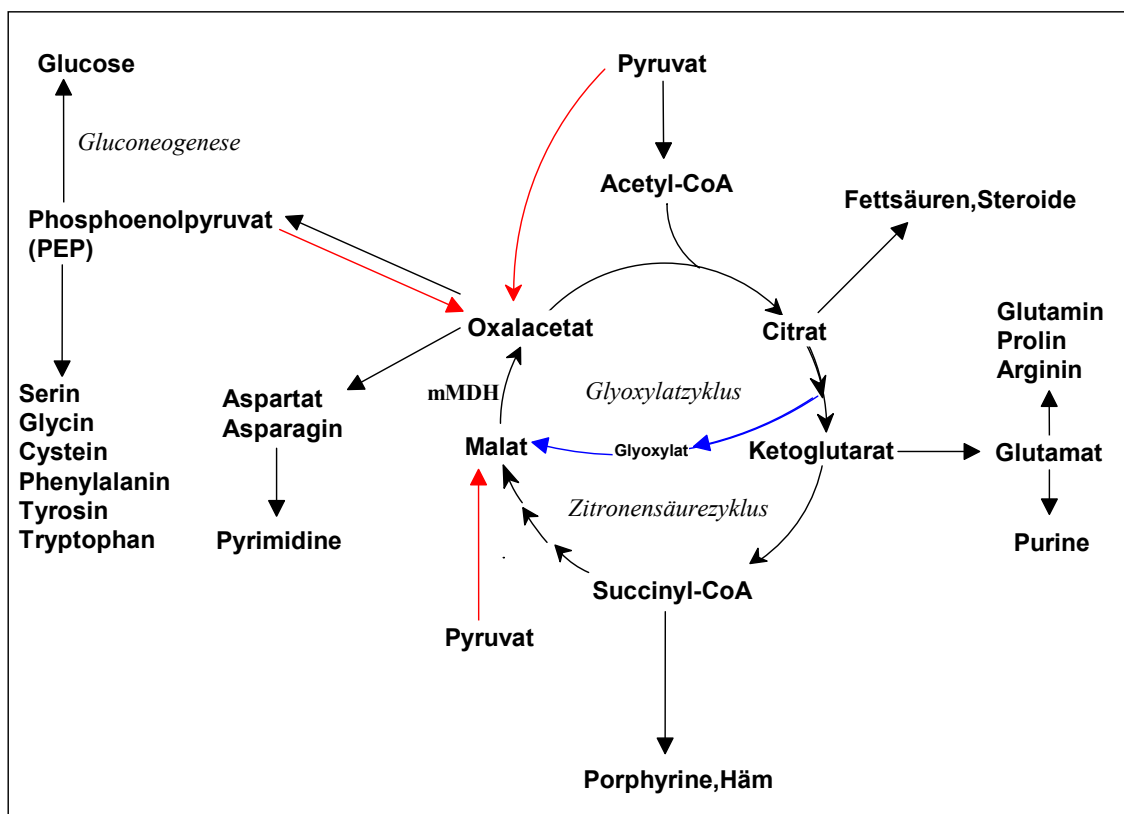 Glucose
Pyruvat
Gluconeogenese
Acetyl-CoA
Fettsäuren,Steroide
Phosphoenolpyruvat
(PEP)
Oxalacetat
Citrat
Glutamin
Prolin
Arginin
Serin
Glycin
Cystein
Phenylalanin
Tyrosin
Tryptophan
Aspartat
Asparagin
mMDH
Glyoxylatzyklus
Malat
Glyoxylat
Ketoglutarat
Glutamat
Pyrimidine
Zitronensäurezyklus
Purine
Succinyl-CoA
Pyruvat
Porphyrine,Häm